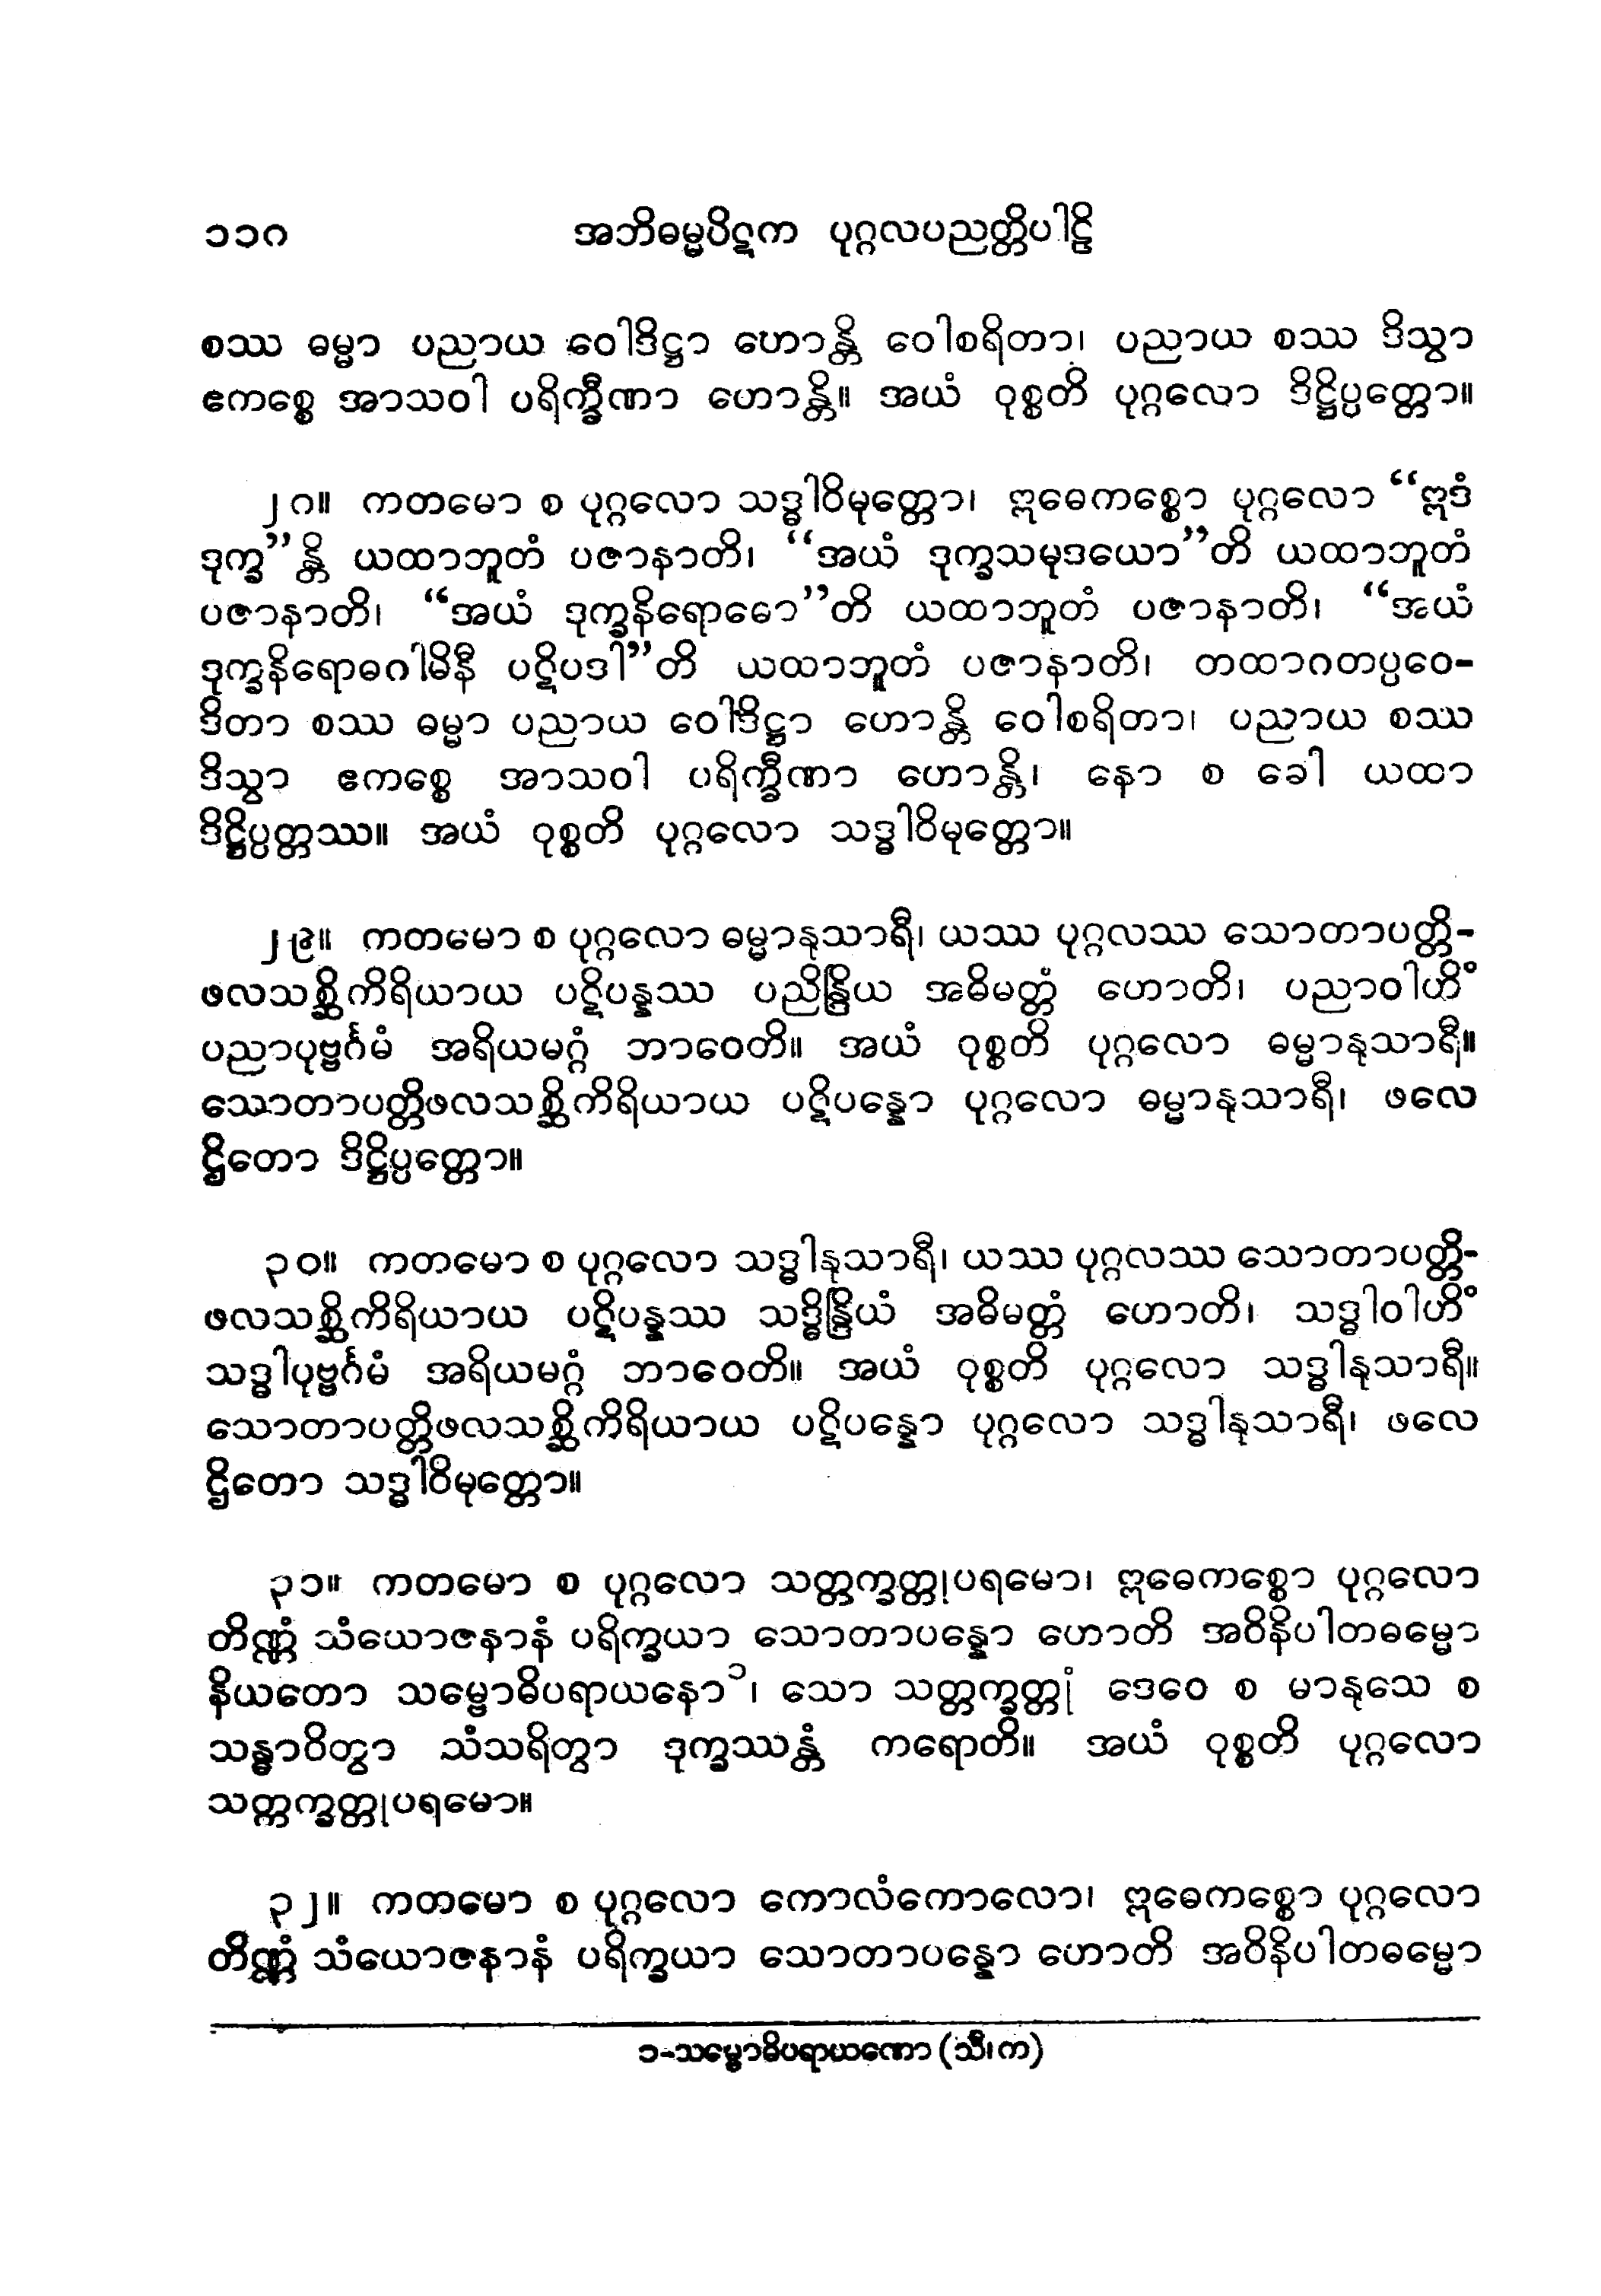 ၁၁၈ အဘိဓမ္မပိဋက ပုဂ္ဂလပညတ္တိပါဠိ
စဿ ဓမ္မာ ပညာယ ဝေါဒိဋ္ဌာ ဟောန္တိ ဝေါစရိတာ၊ ပညာယ စဿ ဒိသွာ
ဧကစ္စေ အာသဝါ ပရိက္ခီဏာ ဟောန္တိ။ အယံ ဝုစ္စတိ ပုဂ္ဂလော ဒိဋ္ဌိပ္ပတ္တော။
၂၈။ ကတမော စ ပုဂ္ဂလော သဒ္ဓါဝိမုတ္တော၊ ဣဓေကစ္စော ပုဂ္ဂလော “ဣဒံ
ဒုက္ခ”န္တိ ယထာဘူတံ ပဇာနာတိ၊ “အယံ ဒုက္ခသမုဒယော”တိ ယထာဘူတံ
ပဇာနာတိ၊ “အယံ ဒုက္ခနိရောဓော”တိ ယထာဘူတံ ပဇာနာတိ၊ “အယံ
ဒုက္ခနိရောဓဂါမိနီ ပဋိပဒါ”တိ ယထာဘူတံ ပဇာနာတိ၊ တထာဂတပ္ပဝေ-
ဒိတာ စဿ ဓမ္မာ ပညာယ ဝေါဒိဋ္ဌာ ဟောန္တိ ဝေါစရိတာ၊ ပညာယ စဿ
ဒိသွာ ဧကစ္စေ အာသဝါ ပရိက္ခီဏာ ဟောန္တိ၊ နော စ ခေါ ယထာ
ဒိဋ္ဌိပ္ပတ္တဿ။ အယံ ဝုစ္စတိ ပုဂ္ဂလော သဒ္ဓါဝိမုတ္တော။
၂၉။ ကတမော စ ပုဂ္ဂလော ဓမ္မာနုသာရီ၊ ယဿ ပုဂ္ဂလဿ သောတာပတ္တိ-
ဖလသစ္ဆိကိရိယာယ ပဋိပန္နဿ ပညိန္ဒြိယ အဓိမတ္တံ ဟောတိ၊ ပညာဝါဟိံ
ပညာပုဗ္ဗင်္ဂမံ အရိယမဂ္ဂံ ဘာဝေတိ။ အယံ ဝုစ္စတိ ပုဂ္ဂလော ဓမ္မာနုသာရီ။
သောတာပတ္တိဖလသစ္ဆိကိရိယာယ ပဋိပန္နော ပုဂ္ဂလော ဓမ္မာနုသာရီ၊ ဖလေ
ဌိတော ဒိဋ္ဌိပ္ပတ္တော။
၃၀။ ကတမော စ ပုဂ္ဂလော သဒ္ဓါနုသာရီ၊ ယဿ ပုဂ္ဂလဿ သောတာပတ္တိ-
ဖလသစ္ဆိကိရိယာယ ပဋိပန္နဿ သဒ္ဓိန္ဒြိယံ အဓိမတ္တံ ဟောတိ၊ သဒ္ဓါဝါဟိံ
သဒ္ဓါပုဗ္ဗင်္ဂမံ အရိယမဂ္ဂံ ဘာဝေတိ။ အယံ ဝုစ္စတိ ပုဂ္ဂလော သဒ္ဓါနုသာရီ။
သောတာပတ္တိဖလသစ္ဆိကိရိယာယ ပဋိပန္နော ပုဂ္ဂလော သဒ္ဓါနုသာရီ၊ ဖလေ
ဌိတော သဒ္ဓါဝိမုတ္တော။
၃၁။ ကတမော စ ပုဂ္ဂလော သတ္တက္ခတ္တုပရမော၊ ဣဓေကစ္စော ပုဂ္ဂလော
တိဏ္ဏံ သံယောဇနာနံ ပရိက္ခယာ သောတာပန္နော ဟောတိ အဝိနိပါတဓမ္မော
နိယတော သမ္ဗောဓိပရာယနော၁၊ သော သတ္တက္ခတ္တုံ ဒေဝေ စ မာနုသေ စ
သန္ဓာဝိတွာ သံသရိတွာ ဒုက္ခဿန္တံ ကရောတိ။ အယံ ဝုစ္စတိ ပုဂ္ဂလော
သတ္တက္ခတ္တုပရမော။
၃၂။ ကတမော စ ပုဂ္ဂလော ကောလံကောလော၊ ဣဓေကစ္စော ပုဂ္ဂလော
တိဏ္ဏံ သံယောဇနာနံ ပရိက္ခယာ သောတာပန္နော ဟောတိ အဝိနိပါတဓမ္မော
၁-သမ္ဗောဓိပရာယဏော (သီ၊က)